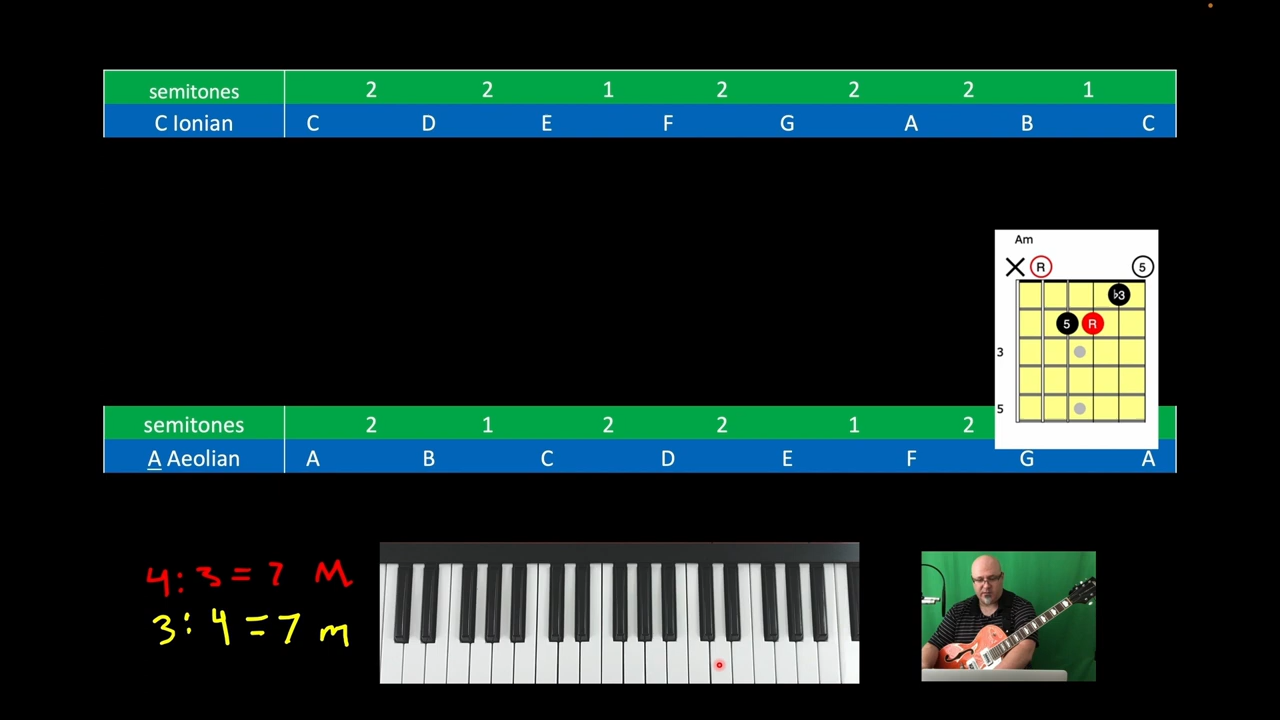 semitones 2 2 1 2 2 2 1
C Ionian C D E F G A B C
Am
R 5
♭3
5 R
3
5
semitones 2 1 2 2 1 2
A Aeolian A B C D E F G A
4:3=7 M
3:4=7 m